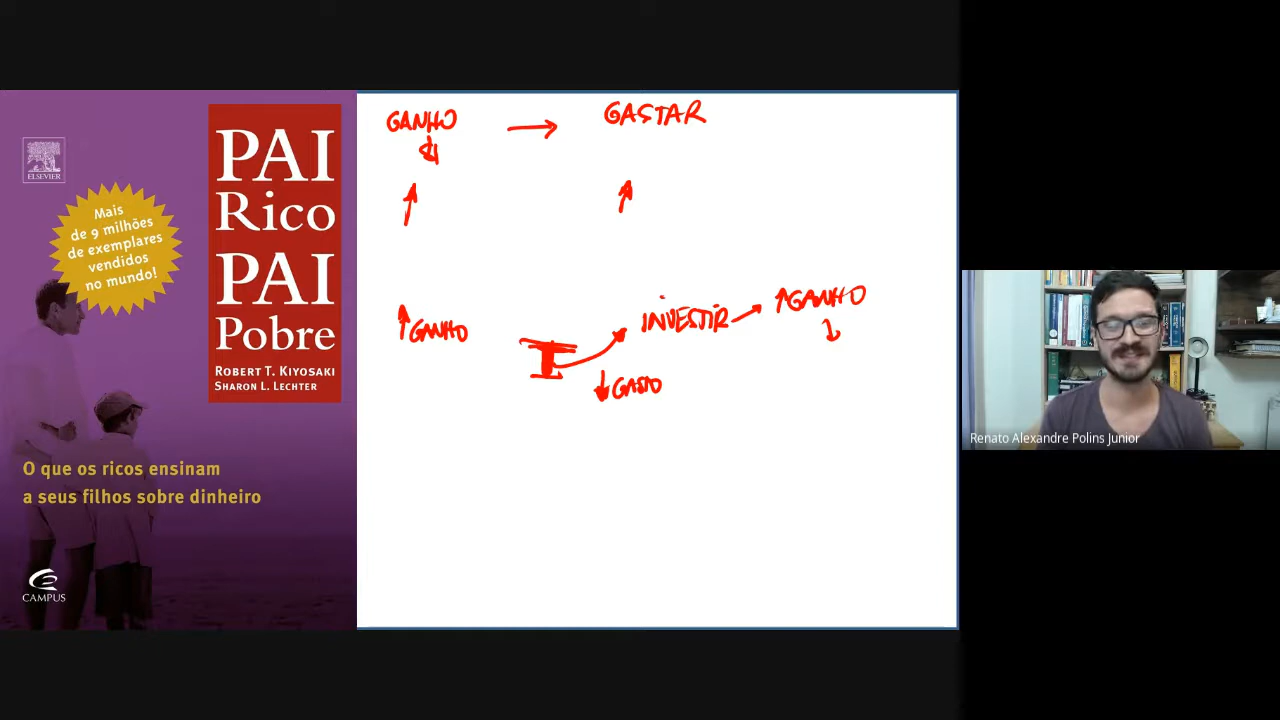 ELSEVIER
Mais
de 9 milhões
de exemplares
vendidos
no mundo!
PAI
Rico
PAI
Pobre
ROBERT T. KIYOSAKI
SHARON L. LECHTER
O que os ricos ensinam
a seus filhos sobre dinheiro
CAMPUS
GANHO → GASTAR
↑GANHO
INVESTIR → ↑GANHO
↓GASTO
Renato Alexandre Polins Junior